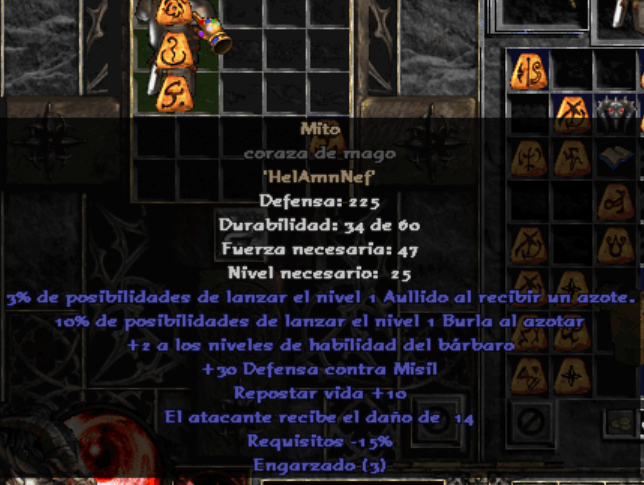 Mito
coraza de mago
'HelAmnNef'
Defensa: 225
Durabilidad: 34 de 60
Fuerza necesaria: 47
Nivel necesario: 25
3% de posibilidades de lanzar el nivel 1 Aullido al recibir un azote.
10% de posibilidades de lanzar el nivel 1 Burla al azotar
+2 a los niveles de habilidad del bárbaro
+30 Defensa contra Misil
Repostar vida +10
El atacante recibe el daño de 14
Requisitos -15%
Engarzado (3)